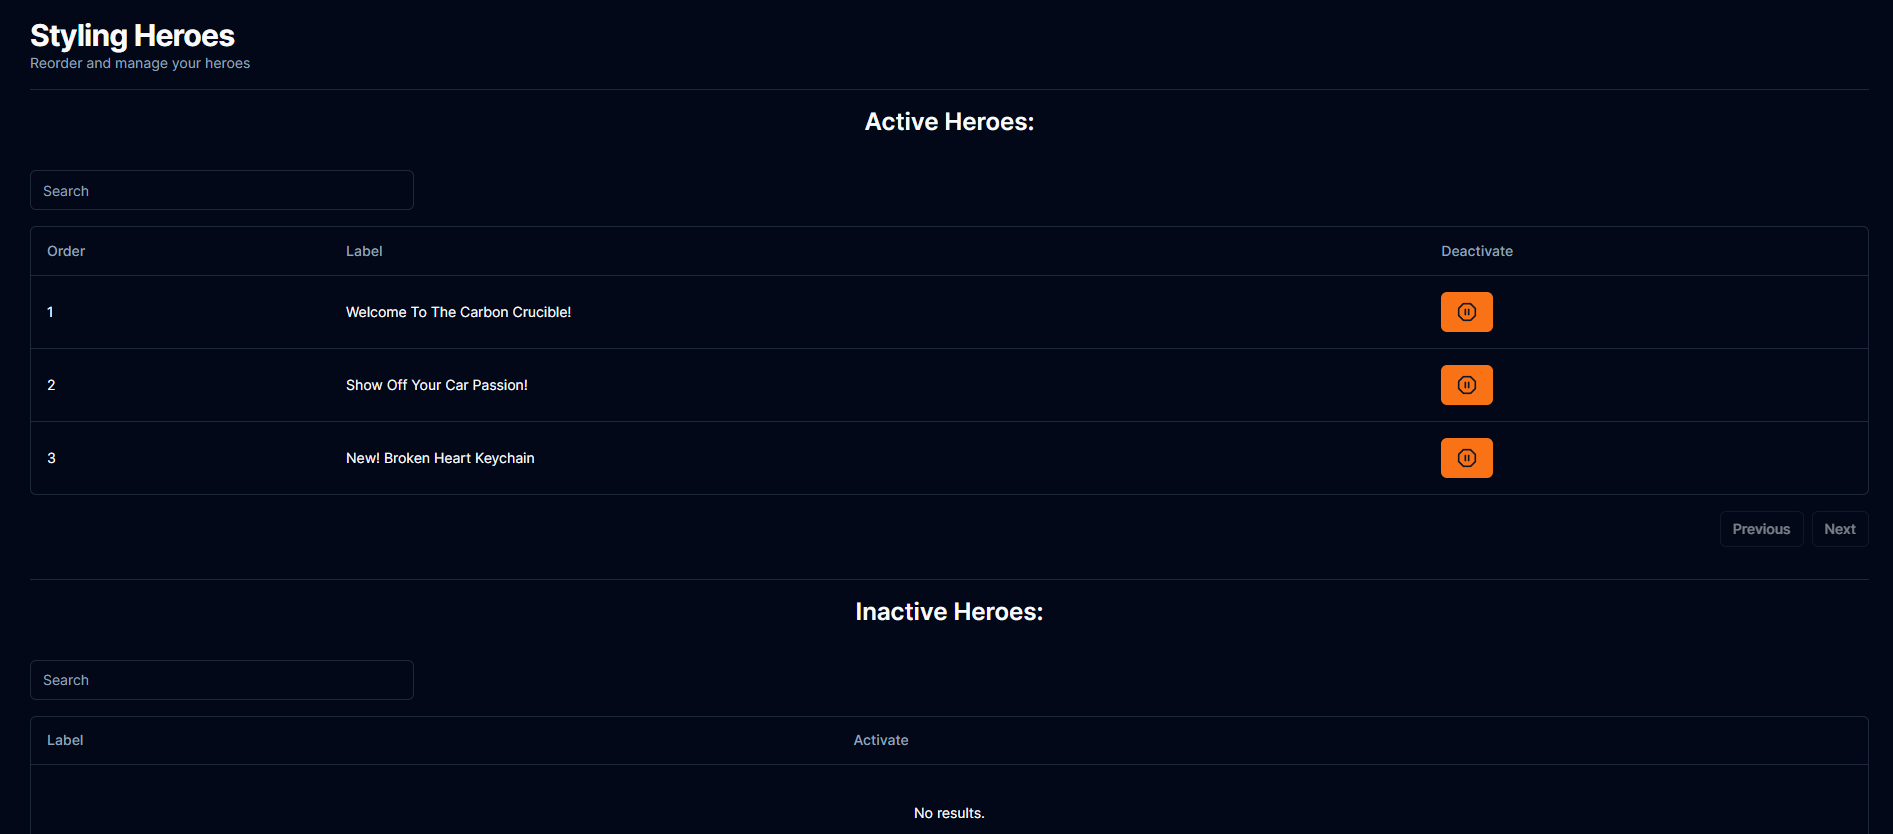 Styling Heroes
Reorder and manage your heroes
Active Heroes:
Search
Order Label Deactivate
1 Welcome To The Carbon Crucible!
2 Show Off Your Car Passion!
3 New! Broken Heart Keychain
Previous Next
Inactive Heroes:
Search
Label Activate
No results.